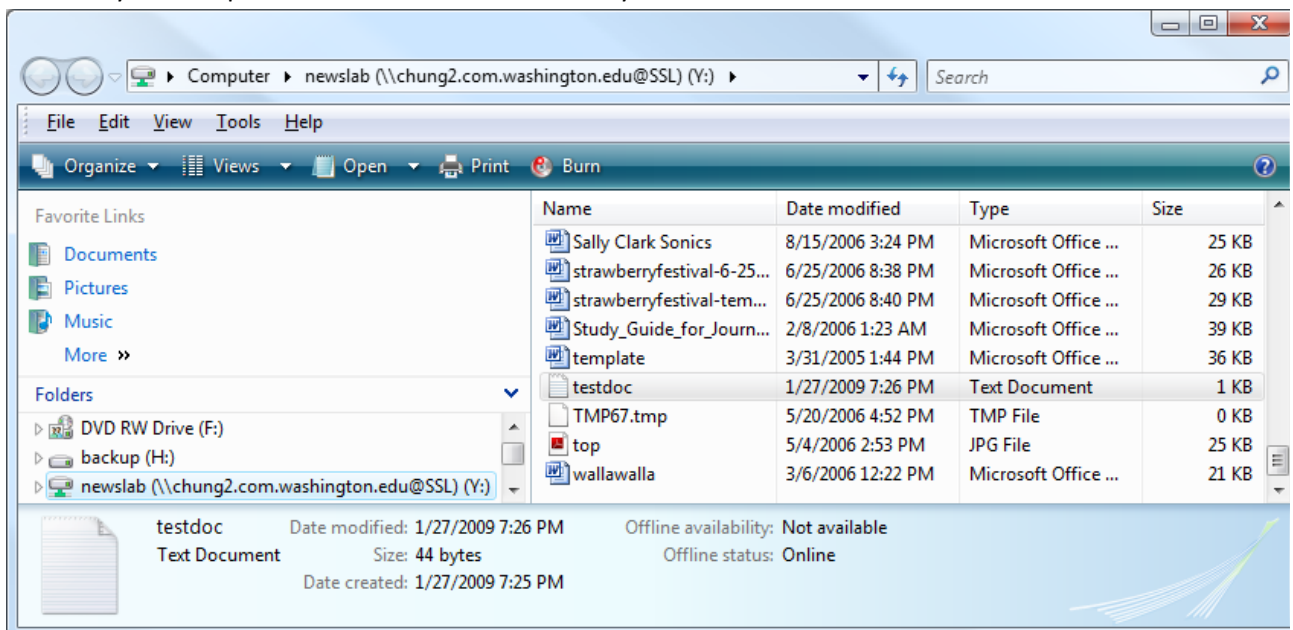 Computer ▸ newslab (\\chung2.com.washington.edu@SSL) (Y:) ▸ Search
File Edit View Tools Help
Organize Views Open Print Burn
Favorite Links
Documents
Pictures
Music
More »
Folders
DVD RW Drive (F:)
backup (H:)
newslab (\\chung2.com.washington.edu@SSL) (Y:)
Name Date modified Type Size
Sally Clark Sonics 8/15/2006 3:24 PM Microsoft Office ... 25 KB
strawberryfestival-6-25... 6/25/2006 8:38 PM Microsoft Office ... 26 KB
strawberryfestival-tem... 6/25/2006 8:40 PM Microsoft Office ... 29 KB
Study_Guide_for_Journ... 2/8/2006 1:23 AM Microsoft Office ... 39 KB
template 3/31/2005 1:44 PM Microsoft Office ... 36 KB
testdoc 1/27/2009 7:26 PM Text Document 1 KB
TMP67.tmp 5/20/2006 4:52 PM TMP File 0 KB
top 5/4/2006 2:53 PM JPG File 25 KB
wallawalla 3/6/2006 12:22 PM Microsoft Office ... 21 KB
testdoc Date modified: 1/27/2009 7:26 PM Offline availability: Not available
Text Document Size: 44 bytes Offline status: Online
Date created: 1/27/2009 7:25 PM